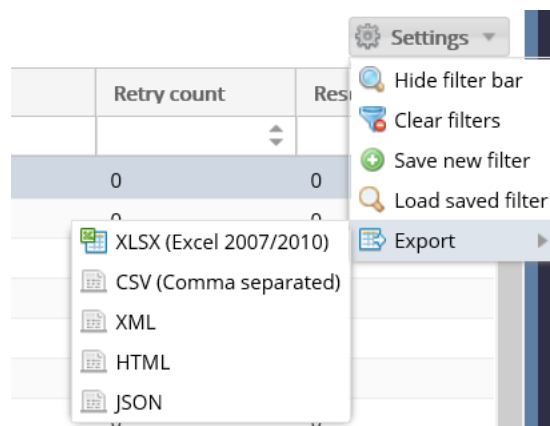 Settings
Retry count
Hide filter bar
Clear filters
0 0
Save new filter
Load saved filter
Export
XLSX (Excel 2007/2010)
CSV (Comma separated)
XML
HTML
JSON